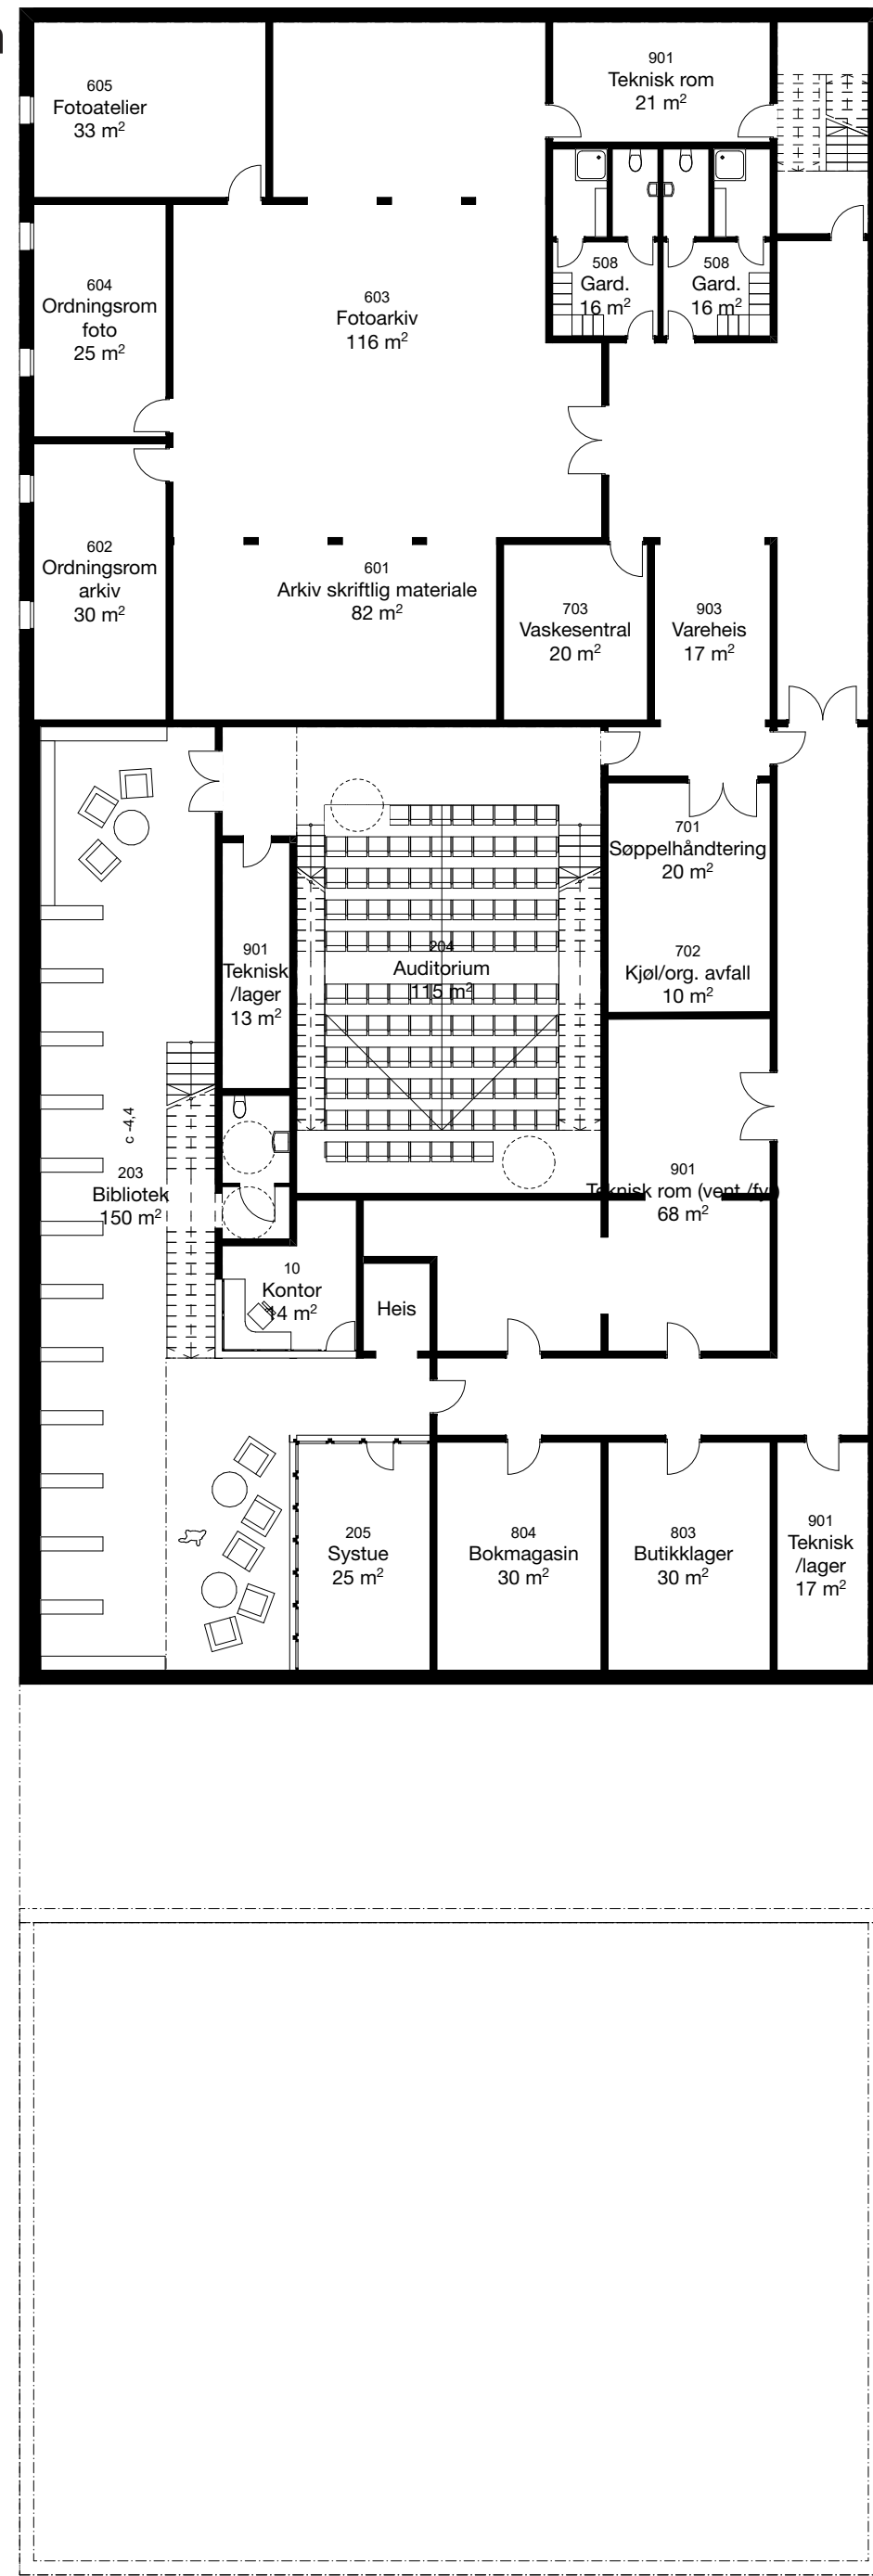 605
Fotoatelier
33 m²
901
Teknisk rom
21 m²
604
Ordningsrom
foto
25 m²
603
Fotoarkiv
116 m²
508
Gard.
16 m²
508
Gard.
16 m²
602
Ordningsrom
arkiv
30 m²
601
Arkiv skriftlig materiale
82 m²
703
Vaskesentral
20 m²
903
Vareheis
17 m²
701
Søppelhåndtering
20 m²
901
Teknisk
/lager
13 m²
204
Auditorium
115 m²
702
Kjøl/org. avfall
10 m²
c -4,4
203
Bibliotek
150 m²
901
Teknisk rom (vent./fyr)
68 m²
10
Kontor
14 m²
Heis
205
Systue
25 m²
804
Bokmagasin
30 m²
803
Butikklager
30 m²
901
Teknisk
/lager
17 m²